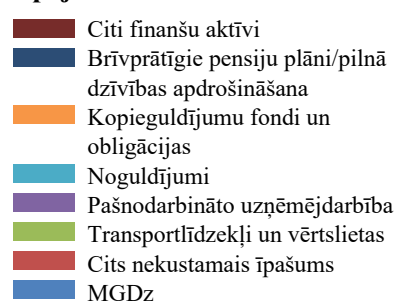 Citi finanšu aktīvi
Brīvprātīgie pensiju plāni/pilnā
dzīvības apdrošināšana
Kopieguldījumu fondi un
obligācijas
Noguldījumi
Pašnodarbināto uzņēmējdarbība
Transportlīdzekļi un vērtslietas
Cits nekustamais īpašums
MGDz